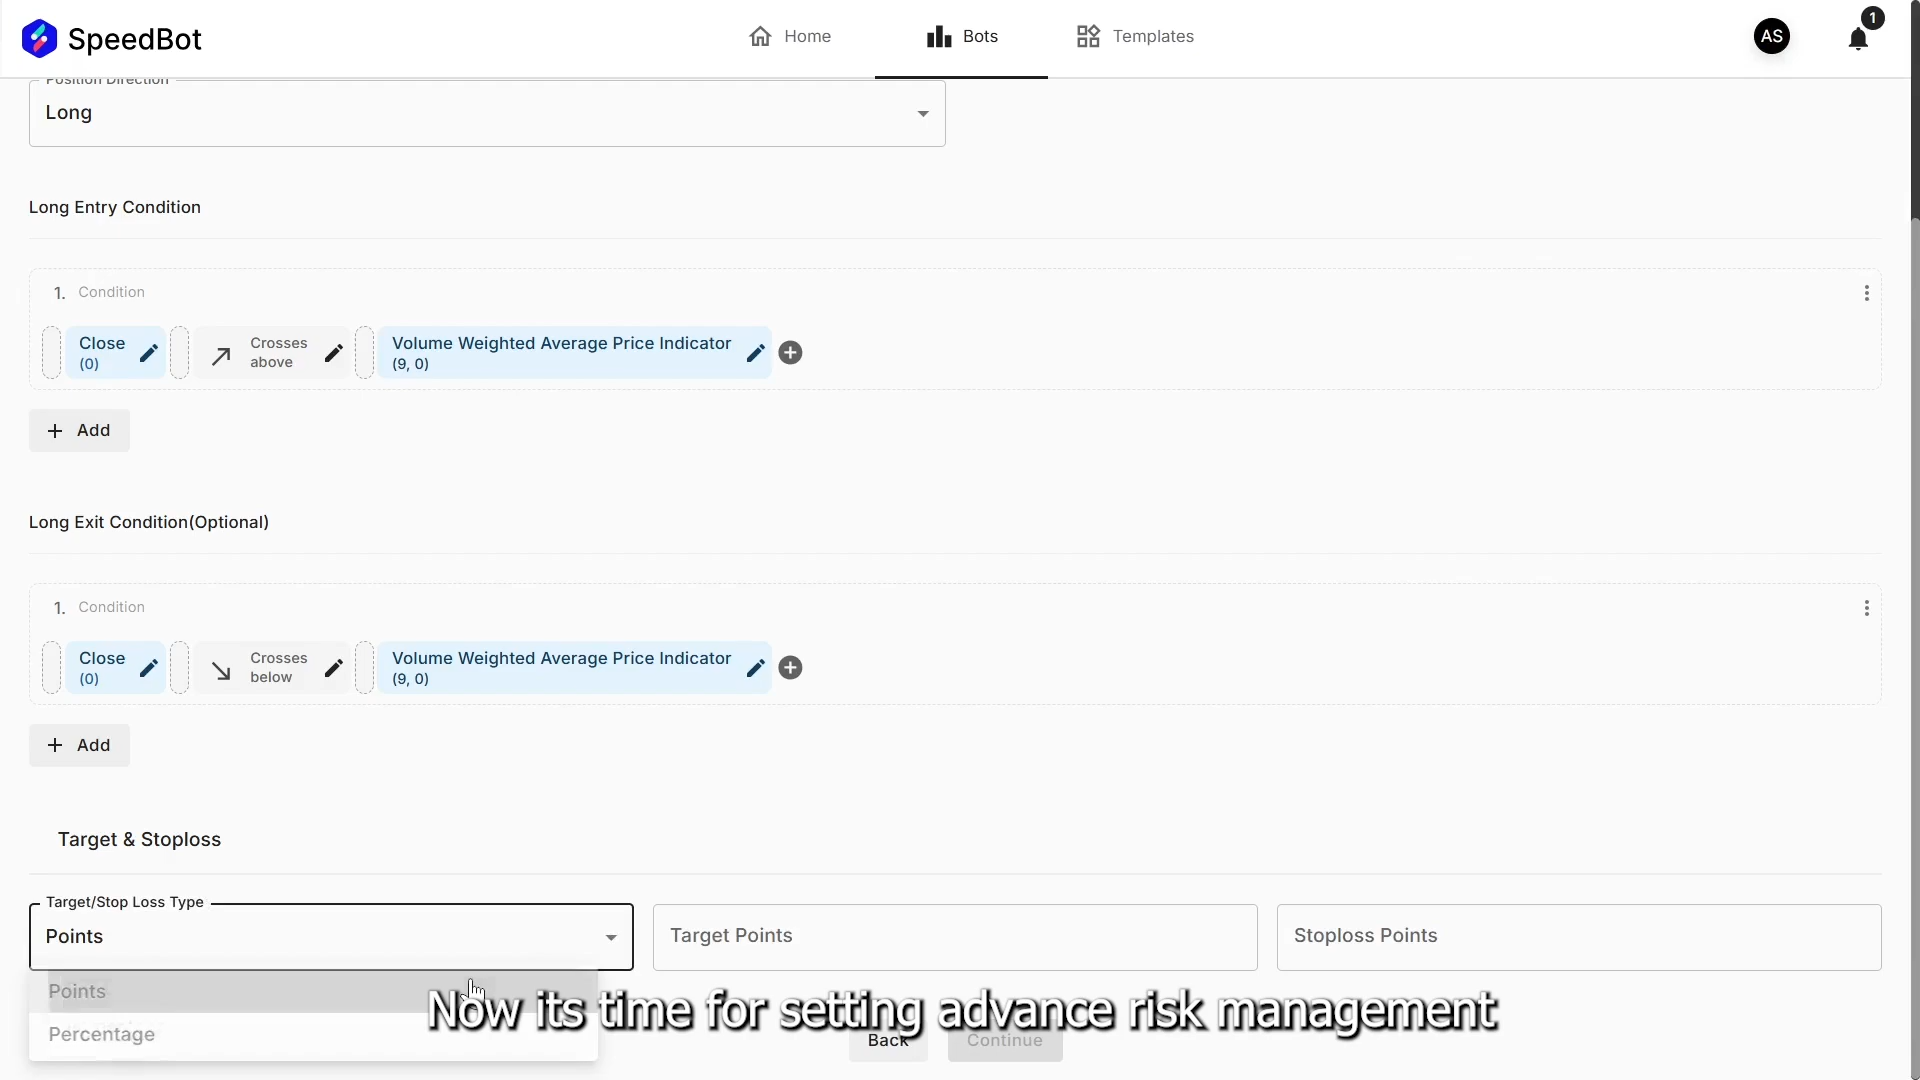 SpeedBot
Home
Bots
Templates
AS
1
Position Direction
Long
Long Entry Condition
1. Condition
Close
(0)
Crosses
above
Volume Weighted Average Price Indicator
(9, 0)
+ Add
Long Exit Condition(Optional)
1. Condition
Close
(0)
Crosses
below
Volume Weighted Average Price Indicator
(9, 0)
+ Add
Target & Stoploss
Target/Stop Loss Type
Points
Target Points
Stoploss Points
Points
Percentage
Now its time for setting advance risk management
Back
Continue